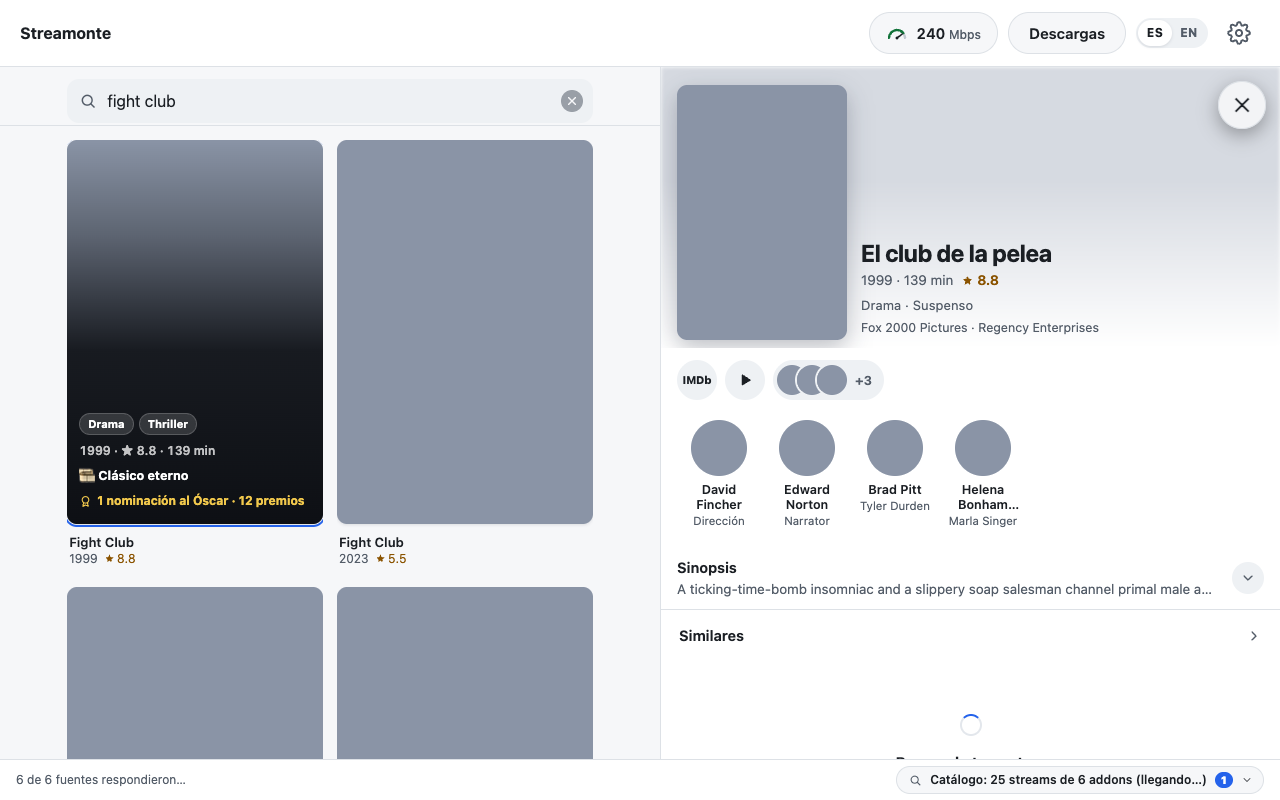 Streamonte
240 Mbps
Descargas
ES EN
fight club
Drama Thriller
1999 · ★ 8.8 · 139 min
Clásico eterno
1 nominación al Óscar · 12 premios
Fight Club
1999 ★ 8.8
Fight Club
2023 ★ 5.5
El club de la pelea
1999 · 139 min ★ 8.8
Drama · Suspenso
Fox 2000 Pictures · Regency Enterprises
IMDb
+3
David Fincher
Dirección
Edward Norton
Narrator
Brad Pitt
Tyler Durden
Helena Bonham...
Marla Singer
Sinopsis
A ticking-time-bomb insomniac and a slippery soap salesman channel primal male a...
Similares
6 de 6 fuentes respondieron...
Catálogo: 25 streams de 6 addons (llegando...) 1